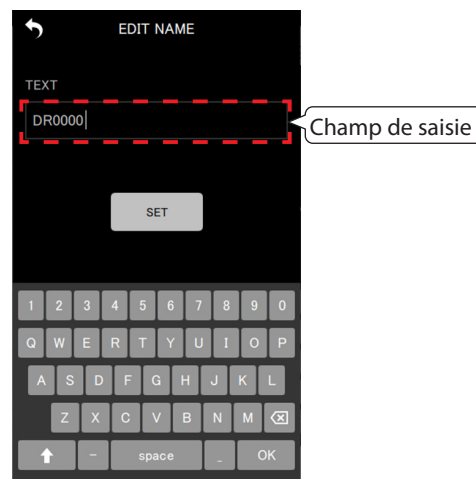 EDIT NAME
TEXT
DR0000
Champ de saisie
SET
1 2 3 4 5 6 7 8 9 0
Q W E R T Y U I O P
A S D F G H J K L
Z X C V B N M
- space _ OK